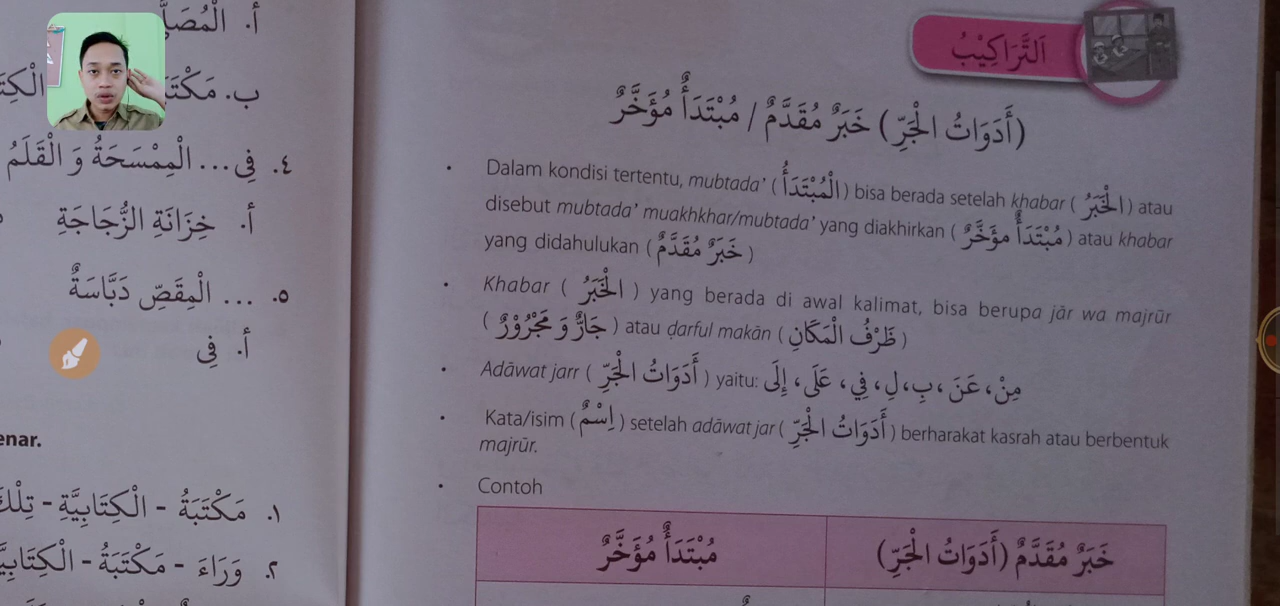 أ. الْمُصَلَّ
ب. مَكْتَبَ الْكِتَا
٤. فِي ... الْمِمْسَحَةُ وَ الْقَلَمُ
أ. خِزَانَةِ الزُّجَاجَةِ
٥. ... الْمِقَصِّ دَبَّاسَةٌ
أ. فِي
enar.
١. مَكْتَبَةُ - الْكِتَابِيَّةِ - تِلْكَ
٢. وَرَاءَ - مَكْتَبَةُ - الْكِتَابِيَّ
اَلتَّرَاكِيْبُ
(أَدَوَاتُ الْجَرِّ) خَبَرٌ مُقَدَّمٌ / مُبْتَدَأٌ مُؤَخَّرٌ
• Dalam kondisi tertentu, mubtada' (الْمُبْتَدَأُ) bisa berada setelah khabar (الْخَبَرُ) atau
disebut mubtada' muakhkhar/mubtada' yang diakhirkan (مُبْتَدَأٌ مؤَخَّرٌ) atau khabar
yang didahulukan (خَبَرٌ مُقَدَّمٌ)
• Khabar (الْخَبَرُ) yang berada di awal kalimat, bisa berupa jār wa majrūr
(جَارٌّ وَ مَجْرُوْرٌ) atau ḍarful makān (ظَرْفُ الْمَكَانِ)
• Adāwat jarr (أَدَوَاتُ الْجَرِّ) yaitu: مِنْ، عَنَ، بِ، لِ، فِي، عَلَى، إِلَى
• Kata/isim (إِسْمٌ) setelah adāwat jar (أَدَوَاتُ الْجَرِّ) berharakat kasrah atau berbentuk
majrūr.
• Contoh
خَبَرٌ مُقَدَّمٌ (أَدَوَاتُ الْجَرِّ) مُبْتَدَأٌ مُؤَخَّرٌ